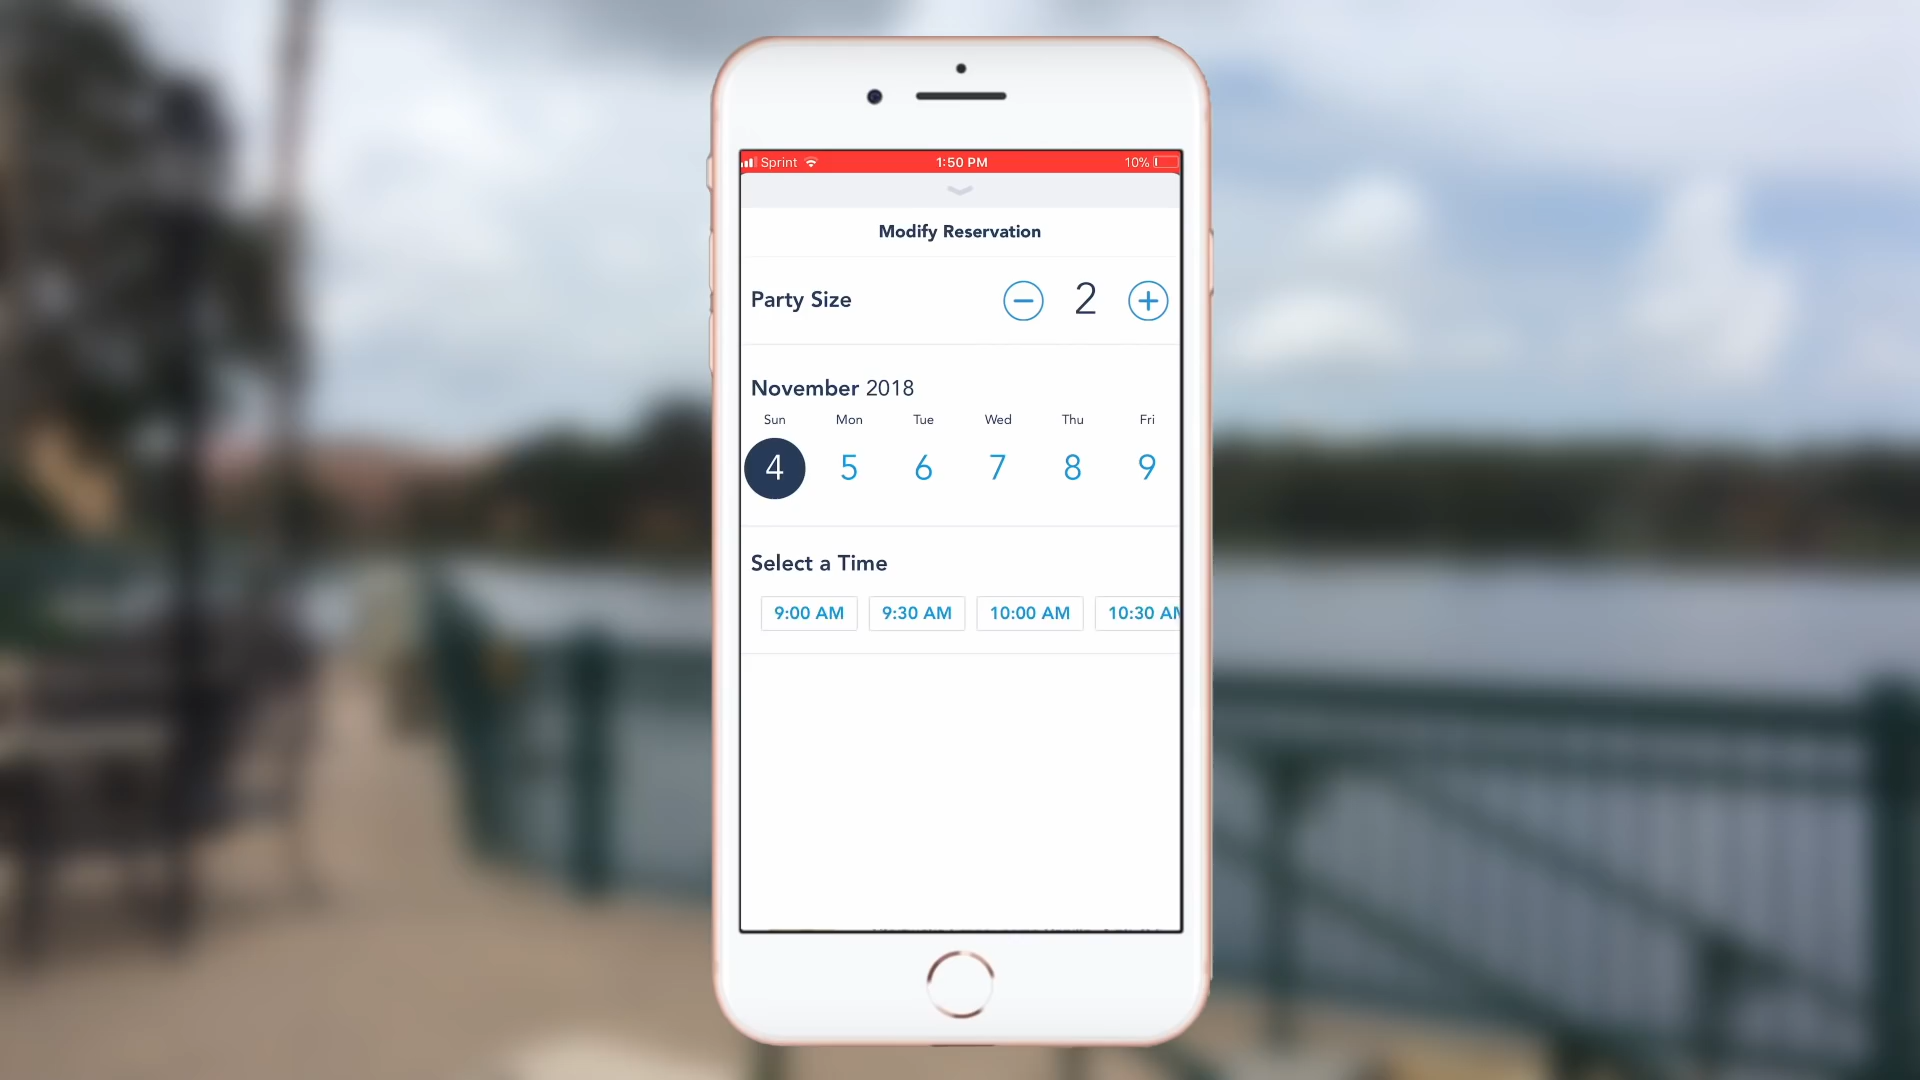 Sprint 1:50 PM 10%
Modify Reservation
Party Size 2
November 2018
Sun Mon Tue Wed Thu Fri
4 5 6 7 8 9
Select a Time
9:00 AM 9:30 AM 10:00 AM 10:30 AM